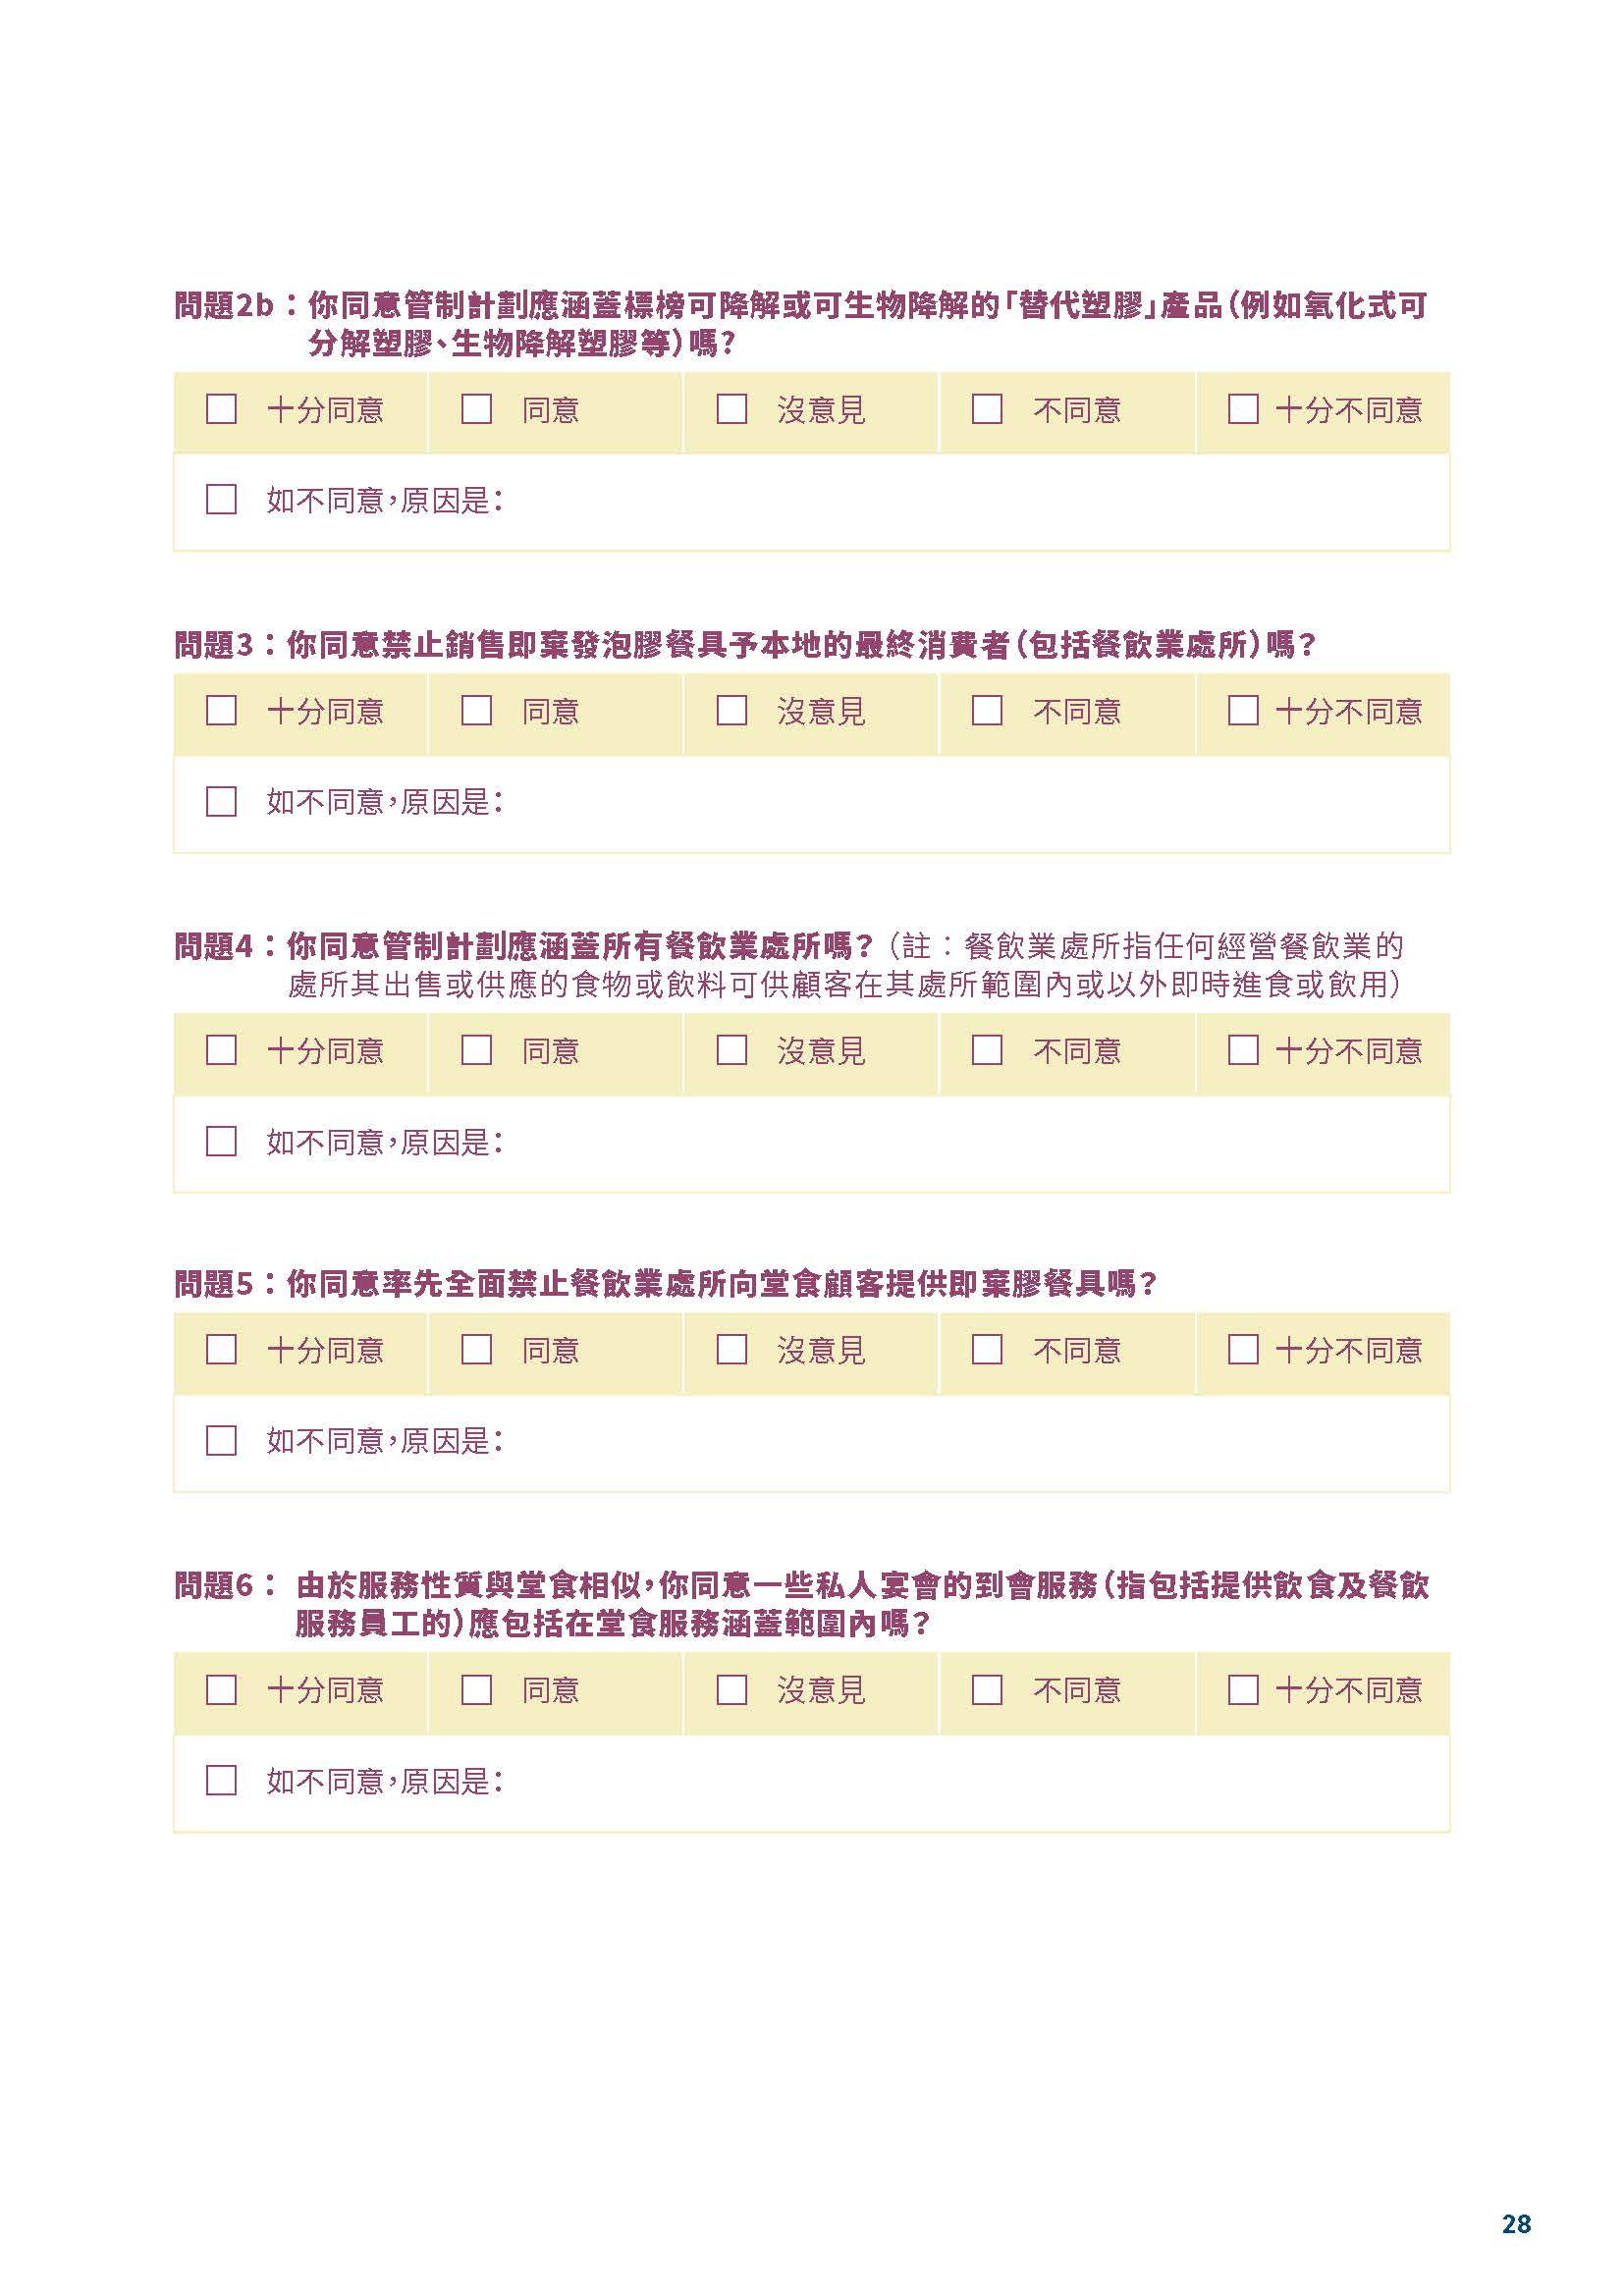 問題2b：你同意管制計劃應涵蓋標榜可降解或可生物降解的「替代塑膠」產品（例如氧化式可
分解塑膠、生物降解塑膠等）嗎？
☐ 十分同意 ☐ 同意 ☐ 沒意見 ☐ 不同意 ☐ 十分不同意
☐ 如不同意，原因是：
問題3：你同意禁止銷售即棄發泡膠餐具予本地的最終消費者（包括餐飲業處所）嗎？
☐ 十分同意 ☐ 同意 ☐ 沒意見 ☐ 不同意 ☐ 十分不同意
☐ 如不同意，原因是：
問題4：你同意管制計劃應涵蓋所有餐飲業處所嗎？（註：餐飲業處所指任何經營餐飲業的
處所其出售或供應的食物或飲料可供顧客在其處所範圍內或以外即時進食或飲用）
☐ 十分同意 ☐ 同意 ☐ 沒意見 ☐ 不同意 ☐ 十分不同意
☐ 如不同意，原因是：
問題5：你同意率先全面禁止餐飲業處所向堂食顧客提供即棄膠餐具嗎？
☐ 十分同意 ☐ 同意 ☐ 沒意見 ☐ 不同意 ☐ 十分不同意
☐ 如不同意，原因是：
問題6： 由於服務性質與堂食相似，你同意一些私人宴會的到會服務（指包括提供飲食及餐飲
服務員工的）應包括在堂食服務涵蓋範圍內嗎？
☐ 十分同意 ☐ 同意 ☐ 沒意見 ☐ 不同意 ☐ 十分不同意
☐ 如不同意，原因是：
28